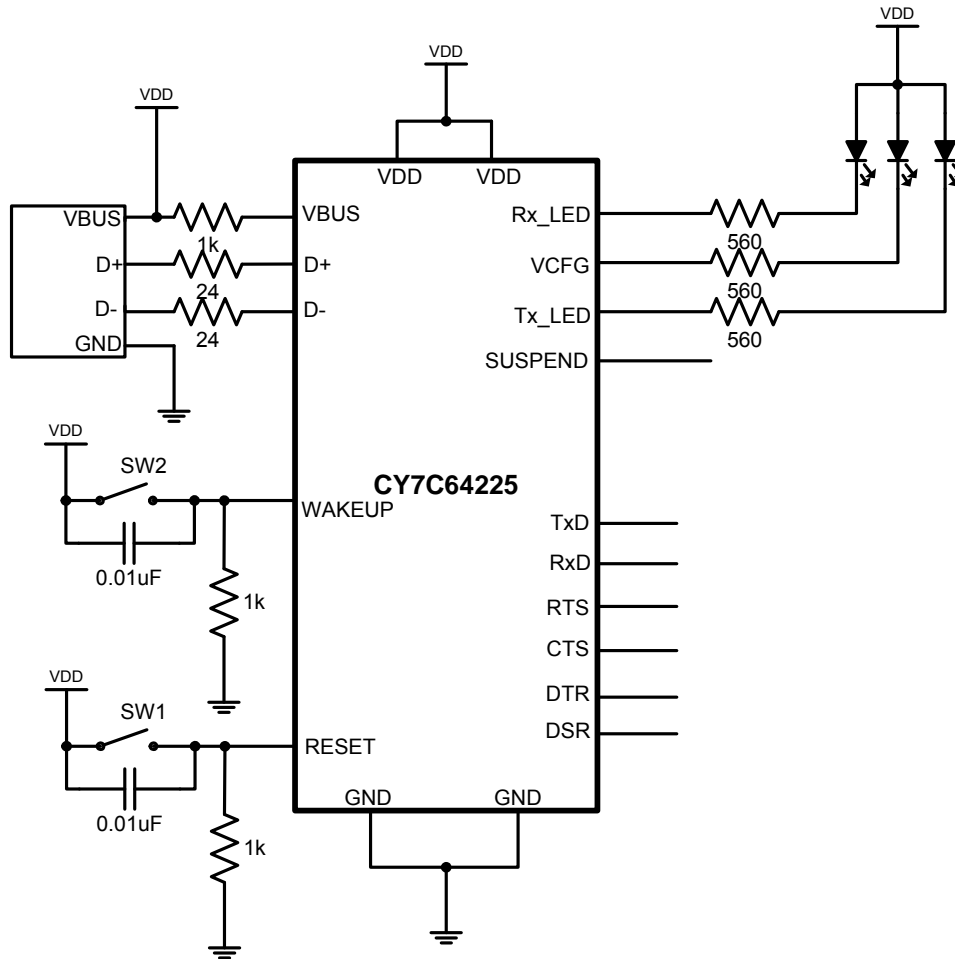 VDD
VDD
VDD
VDD VDD
VBUS
VBUS
Rx_LED
1k
560
D+
D+
VCFG
24
560
D-
D-
Tx_LED
24
560
GND
SUSPEND
VDD
SW2
CY7C64225
WAKEUP
TxD
0.01uF
RxD
1k
RTS
CTS
VDD
DTR
SW1
DSR
RESET
GND GND
0.01uF
1k